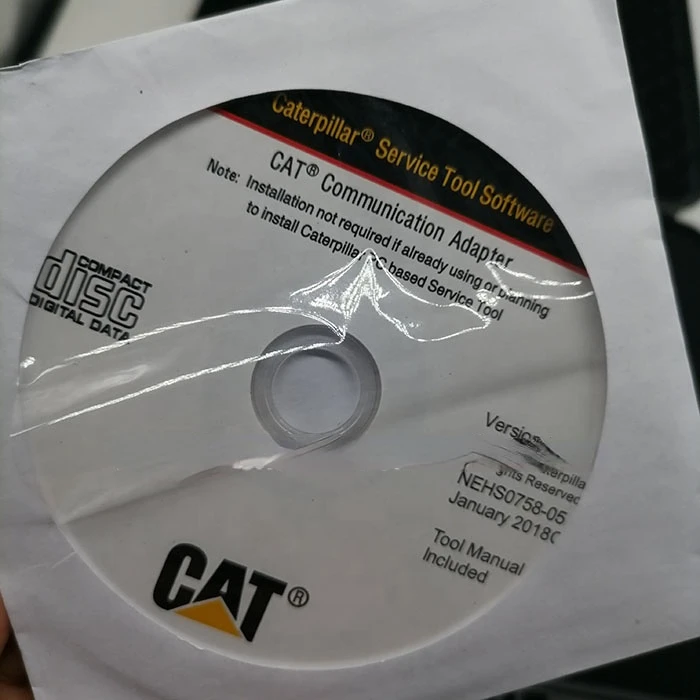 Caterpillar® Service Tool Software
CAT® Communication Adapter
Note: Installation not required if already using or planning
to install Caterpillar PC based Service Tool
COMPACT
disc
DIGITAL DATA
Reserved
NEHS0758-05
January 2018
Tool Manual
Included
CAT®